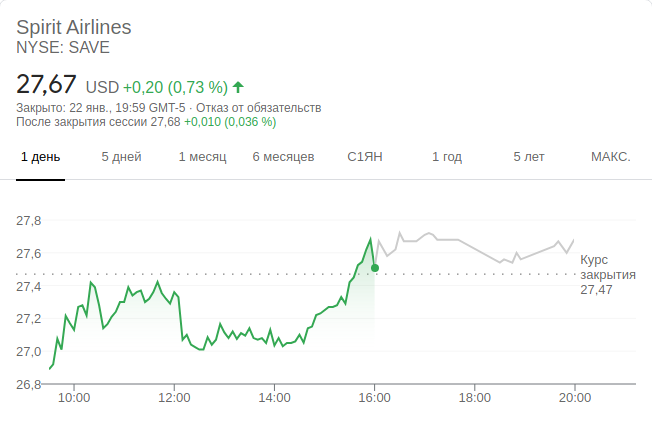 Spirit Airlines
NYSE: SAVE
27,67 USD +0,20 (0,73 %)
Закрыто: 22 янв., 19:59 GMT-5 · Отказ от обязательств
После закрытия сессии 27,68 +0,010 (0,036 %)
1 день 5 дней 1 месяц 6 месяцев С1ЯН 1 год 5 лет МАКС.
27,8
27,6
27,4
27,2
27,0
26,8
Курс
закрытия
27,47
10:00 12:00 14:00 16:00 18:00 20:00